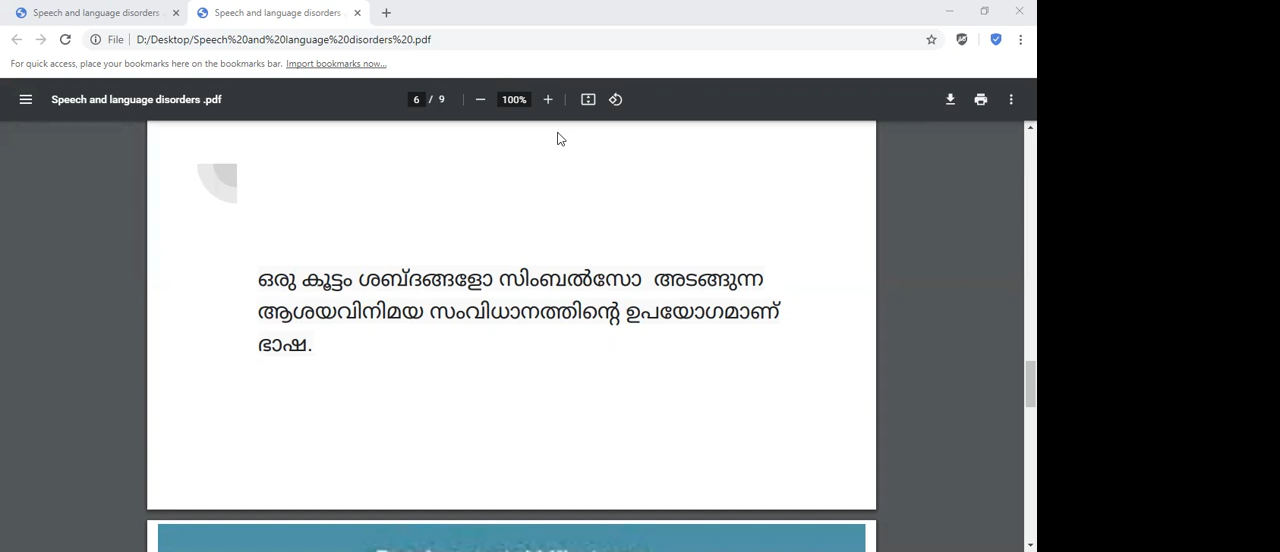 Speech and language disorders
Speech and language disorders
File D:/Desktop/Speech%20and%20language%20disorders%20.pdf
For quick access, place your bookmarks here on the bookmarks bar. Import bookmarks now...
Speech and language disorders .pdf 6 / 9 100%
ഒരു കൂട്ടം ശബ്ദങ്ങളോ സിംബൽസോ അടങ്ങുന്ന
ആശയവിനിമയ സംവിധാനത്തിന്റെ ഉപയോഗമാണ്
ഭാഷ.